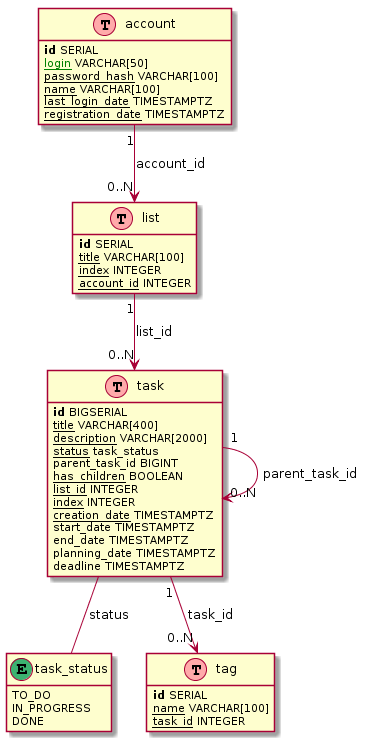 T account
id SERIAL
login VARCHAR[50]
password_hash VARCHAR[100]
name VARCHAR[100]
last_login_date TIMESTAMPTZ
registration_date TIMESTAMPTZ
1
account_id
0..N
T list
id SERIAL
title VARCHAR[100]
index INTEGER
account_id INTEGER
1
list_id
0..N
T task
id BIGSERIAL
title VARCHAR[400]
description VARCHAR[2000]
status task_status
parent_task_id BIGINT
has_children BOOLEAN
list_id INTEGER
index INTEGER
creation_date TIMESTAMPTZ
start_date TIMESTAMPTZ
end_date TIMESTAMPTZ
planning_date TIMESTAMPTZ
deadline TIMESTAMPTZ
1
parent_task_id
0..N
status
1
task_id
0..N
E task_status
TO_DO
IN_PROGRESS
DONE
T tag
id SERIAL
name VARCHAR[100]
task_id INTEGER